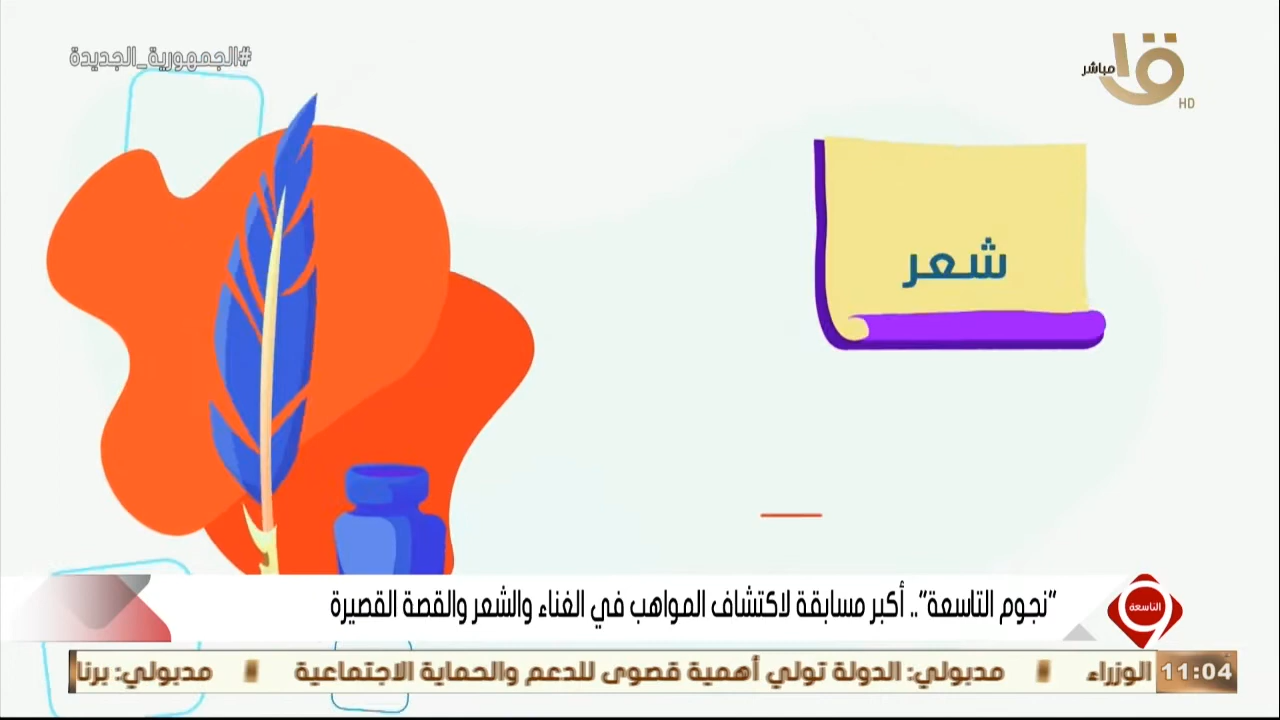 #الجمهورية_الجديدة
مباشر
HD
شعر
"نجوم التاسعة".. أكبر مسابقة لاكتشاف المواهب في الغناء والشعر والقصة القصيرة
التاسعة
11:04 الوزراء مدبولي: الدولة تولي أهمية قصوى للدعم والحماية الاجتماعية مدبولي: برنا